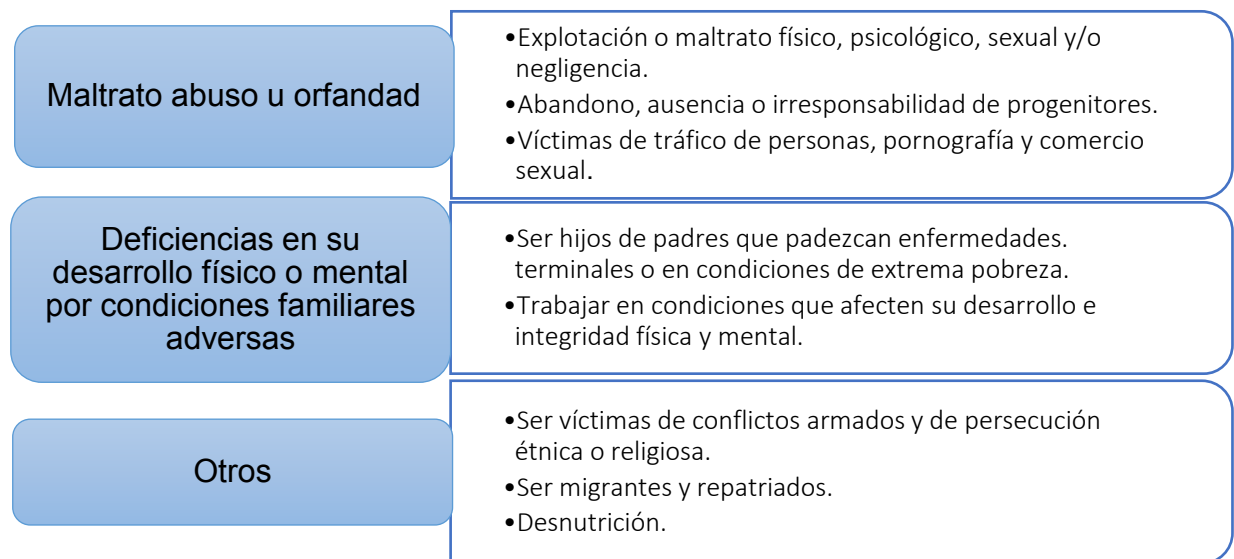 Maltrato abuso u orfandad
•Explotación o maltrato físico, psicológico, sexual y/o
negligencia.
•Abandono, ausencia o irresponsabilidad de progenitores.
•Víctimas de tráfico de personas, pornografía y comercio
sexual.
Deficiencias en su
desarrollo físico o mental
por condiciones familiares
adversas
•Ser hijos de padres que padezcan enfermedades.
terminales o en condiciones de extrema pobreza.
•Trabajar en condiciones que afecten su desarrollo e
integridad física y mental.
Otros
•Ser víctimas de conflictos armados y de persecución
étnica o religiosa.
•Ser migrantes y repatriados.
•Desnutrición.